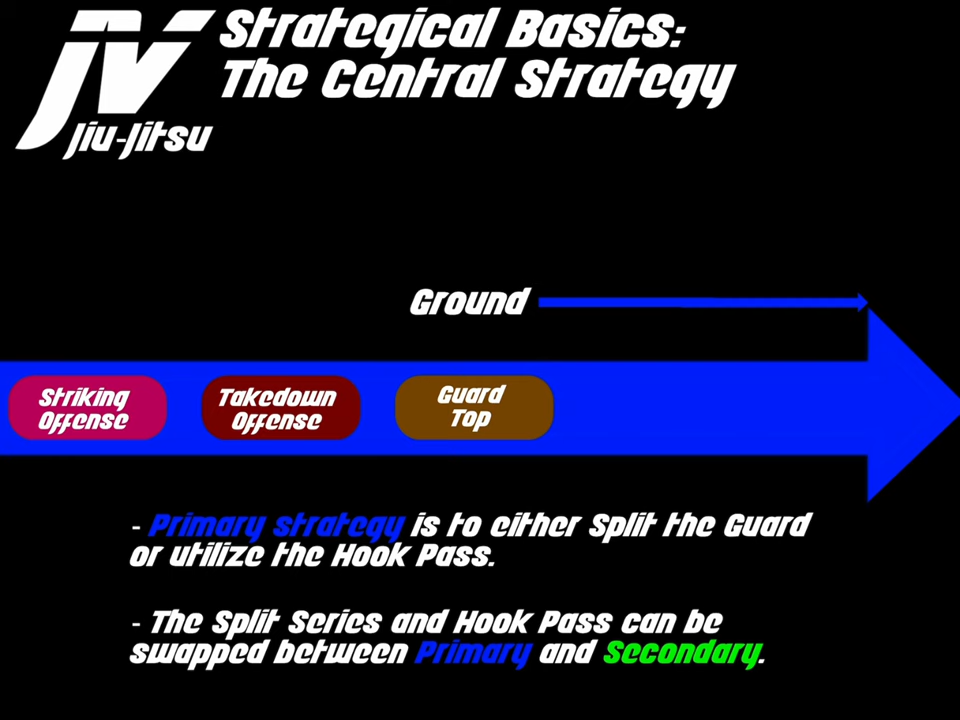 JV
Jiu-Jitsu
Strategical Basics:
The Central Strategy
Ground
Striking
Offense
Takedown
Offense
Guard
Top
- Primary strategy is to either Split the Guard
or utilize the Hook Pass.
- The Split Series and Hook Pass can be
swapped between Primary and Secondary.